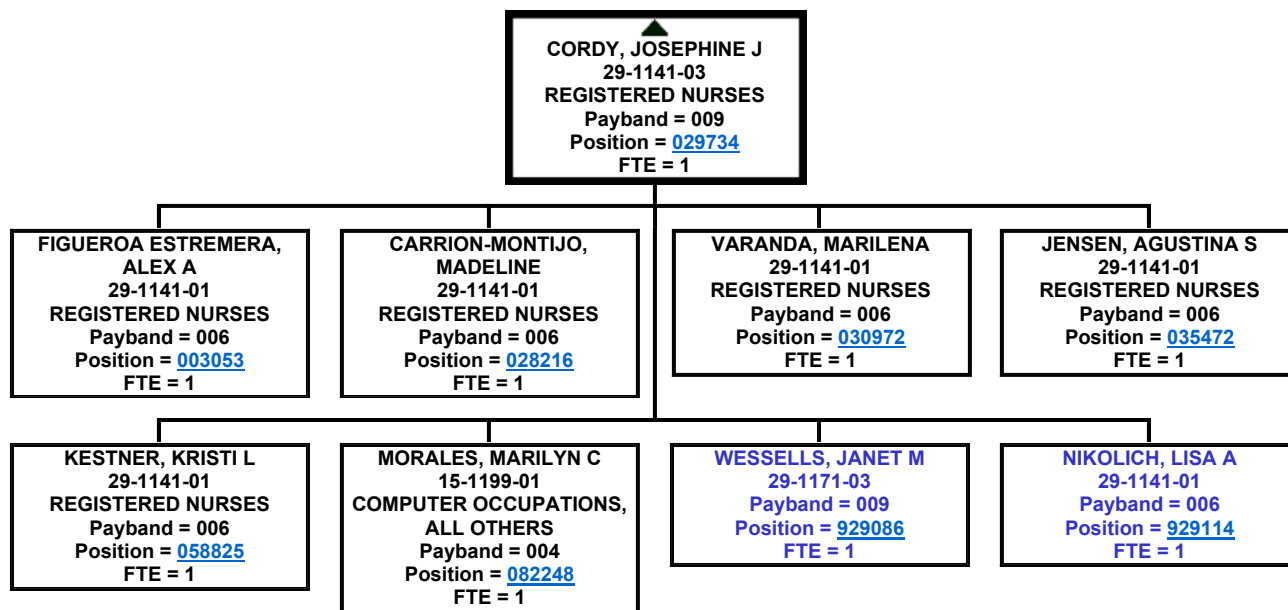 CORDY, JOSEPHINE J
29-1141-03
REGISTERED NURSES
Payband = 009
Position = 029734
FTE = 1
FIGUEROA ESTREMERA,
ALEX A
29-1141-01
REGISTERED NURSES
Payband = 006
Position = 003053
FTE = 1
CARRION-MONTIJO,
MADELINE
29-1141-01
REGISTERED NURSES
Payband = 006
Position = 028216
FTE = 1
VARANDA, MARILENA
29-1141-01
REGISTERED NURSES
Payband = 006
Position = 030972
FTE = 1
JENSEN, AGUSTINA S
29-1141-01
REGISTERED NURSES
Payband = 006
Position = 035472
FTE = 1
KESTNER, KRISTI L
29-1141-01
REGISTERED NURSES
Payband = 006
Position = 058825
FTE = 1
MORALES, MARILYN C
15-1199-01
COMPUTER OCCUPATIONS,
ALL OTHERS
Payband = 004
Position = 082248
FTE = 1
WESSELLS, JANET M
29-1171-03
Payband = 009
Position = 929086
FTE = 1
NIKOLICH, LISA A
29-1141-01
Payband = 006
Position = 929114
FTE = 1